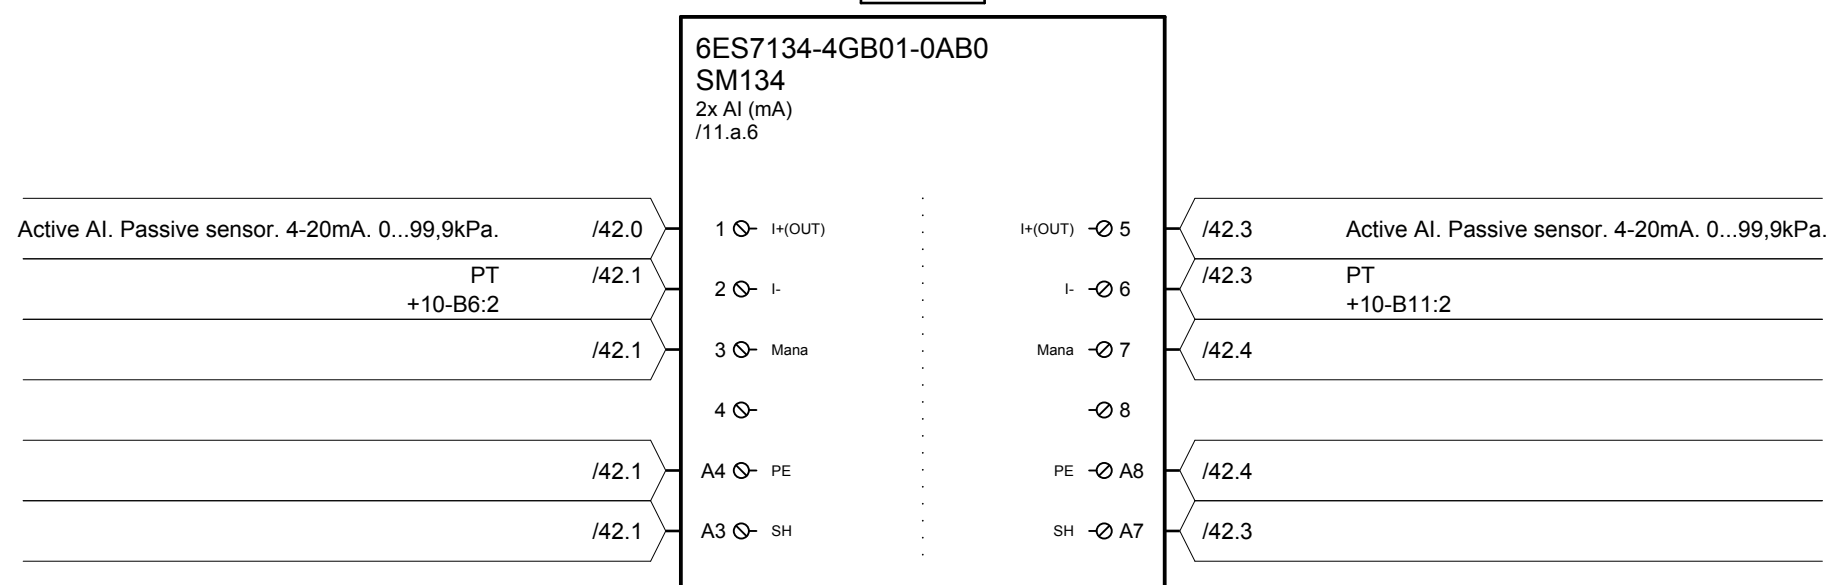 6ES7134-4GB01-0AB0
SM134
2x AI (mA)
/11.a.6
Active AI. Passive sensor. 4-20mA. 0...99,9kPa. /42.0 1 I+(OUT) I+(OUT) 5 /42.3 Active AI. Passive sensor. 4-20mA. 0...99,9kPa.
PT /42.1 2 I- I- 6 /42.3 PT
+10-B6:2 +10-B11:2
/42.1 3 Mana Mana 7 /42.4
4 8
/42.1 A4 PE PE A8 /42.4
/42.1 A3 SH SH A7 /42.3